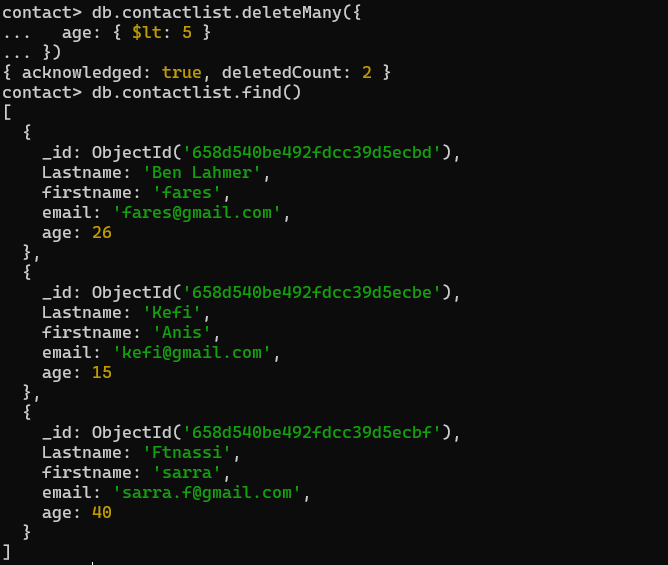 contact> db.contactlist.deleteMany({
...   age: { $lt: 5 }
... })
{ acknowledged: true, deletedCount: 2 }
contact> db.contactlist.find()
[
  {
    _id: ObjectId('658d540be492fdcc39d5ecbd'),
    Lastname: 'Ben Lahmer',
    firstname: 'fares',
    email: 'fares@gmail.com',
    age: 26
  },
  {
    _id: ObjectId('658d540be492fdcc39d5ecbe'),
    Lastname: 'Kefi',
    firstname: 'Anis',
    email: 'kefi@gmail.com',
    age: 15
  },
  {
    _id: ObjectId('658d540be492fdcc39d5ecbf'),
    Lastname: 'Ftnassi',
    firstname: 'sarra',
    email: 'sarra.f@gmail.com',
    age: 40
  }
]